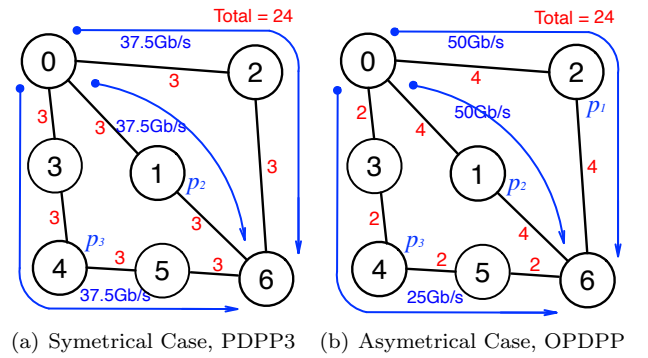 Total = 24
37.5Gb/s
0
2
3
3
3
37.5Gb/s
3
1
p2
3
3
3
p3
4
3
5
3
6
37.5Gb/s
(a) Symetrical Case, PDPP3
Total = 24
50Gb/s
0
2
4
p1
2
4
50Gb/s
3
1
p2
4
2
4
p3
4
2
5
2
6
25Gb/s
(b) Asymetrical Case, OPDPP